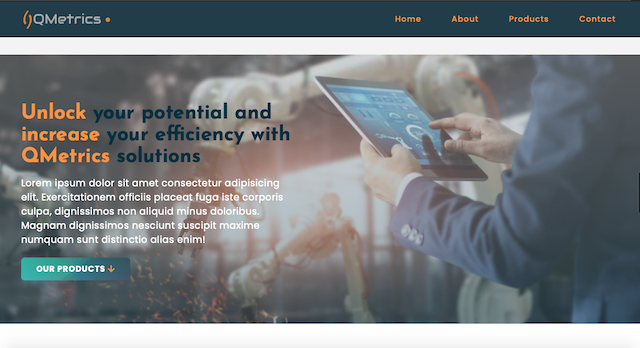 QMetrics
Home About Products Contact
Unlock your potential and
increase your efficiency with
QMetrics solutions
Lorem ipsum dolor sit amet consectetur adipisicing
elit. Exercitationem officiis placeat fuga iste corporis
culpa, dignissimos non aliquid minus doloribus.
Magnam dignissimos nesciunt suscipit maxime
numquam sunt distinctio alias enim!
OUR PRODUCTS ↓